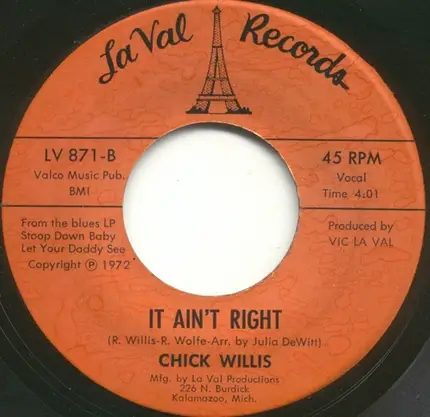 La Val Records
LV 871-B
Valco Music Pub.
BMI
45 RPM
Vocal
Time 4:01
From the blues LP
Stoop Down Baby
Let Your Daddy See
Copyright Ⓟ 1972
Produced by
VIC LA VAL
IT AIN'T RIGHT
(R. Willis-R. Wolfe-Arr. by Julia DeWitt)
CHICK WILLIS
Mfg. by La Val Productions
226 N. Burdick
Kalamazoo, Mich.